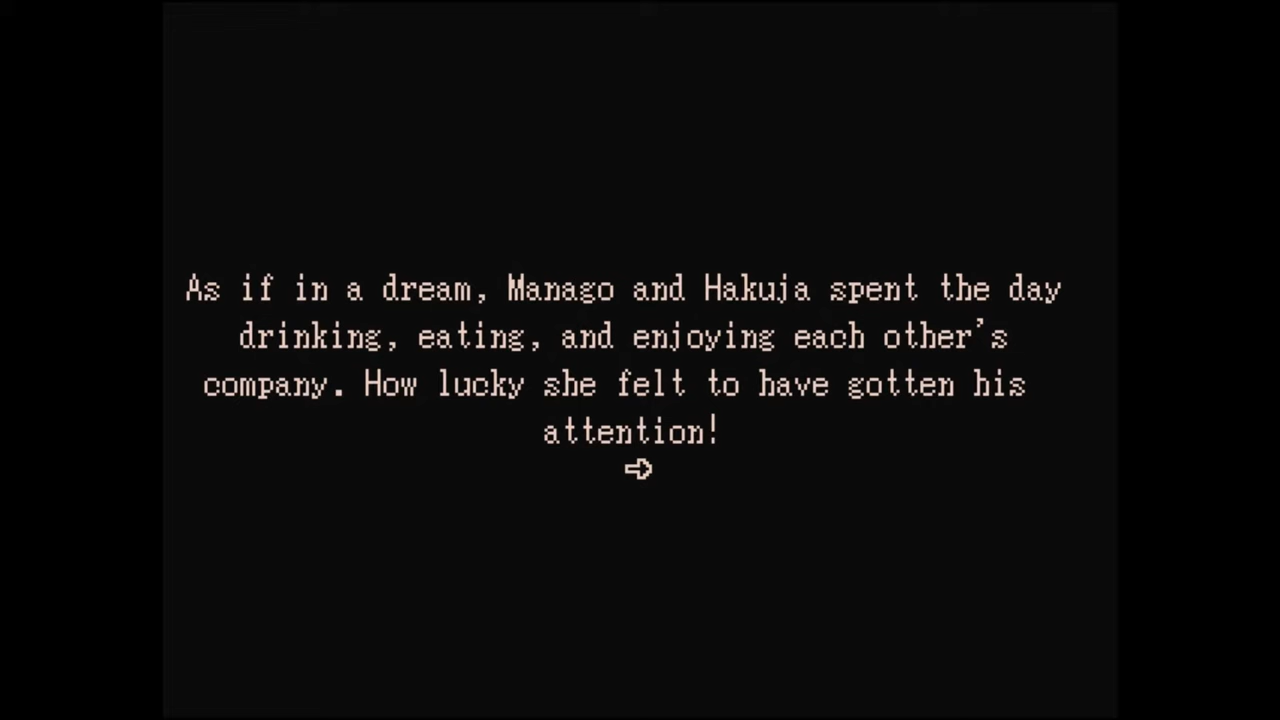 As if in a dream, Manago and Hakuja spent the day
drinking, eating, and enjoying each other's
company. How lucky she felt to have gotten his
attention!